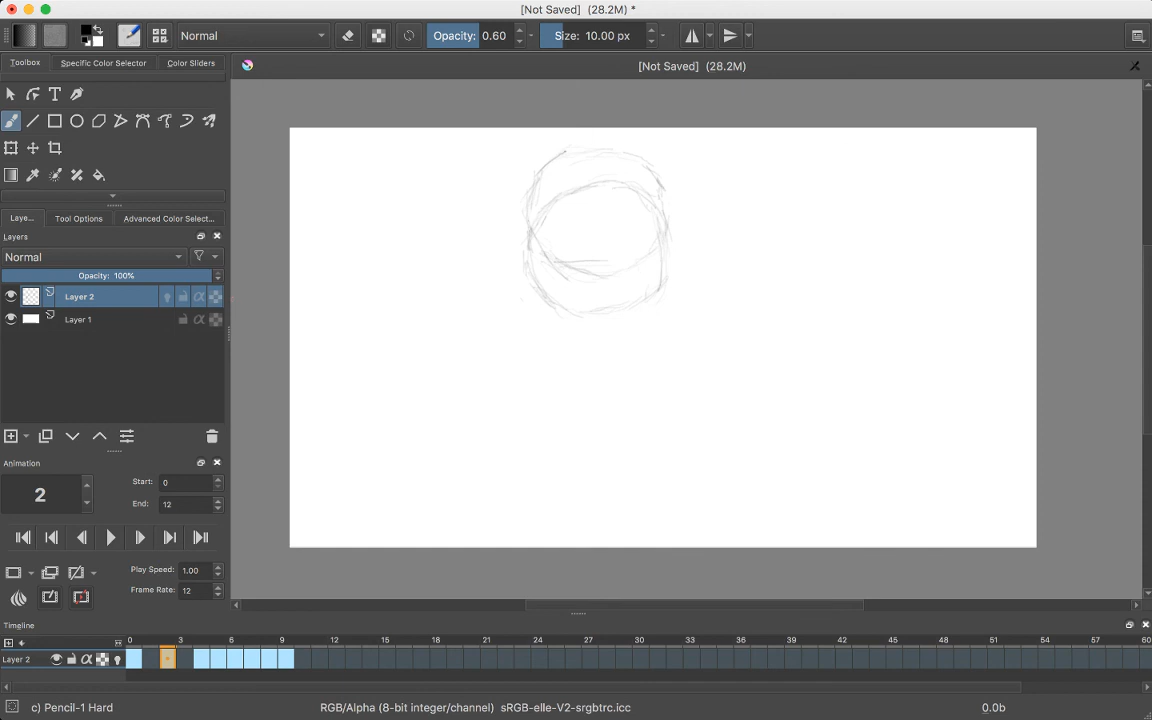 [Not Saved] (28.2M) *
Normal
Opacity: 0.60
Size: 10.00 px
Toolbox
Specific Color Selector
Color Sliders
[Not Saved] (28.2M)
Laye...
Tool Options
Advanced Color Select...
Layers
Normal
Opacity: 100%
Layer 2
Layer 1
Animation
2
Start: 0
End: 12
Play Speed: 1.00
Frame Rate: 12
Timeline
0 3 6 9 12 15 18 21 24 27 30 33 36 39 42 45 48 51 54 57 60
Layer 2
c) Pencil-1 Hard
RGB/Alpha (8-bit integer/channel) sRGB-elle-V2-srgbtrc.icc
0.0b